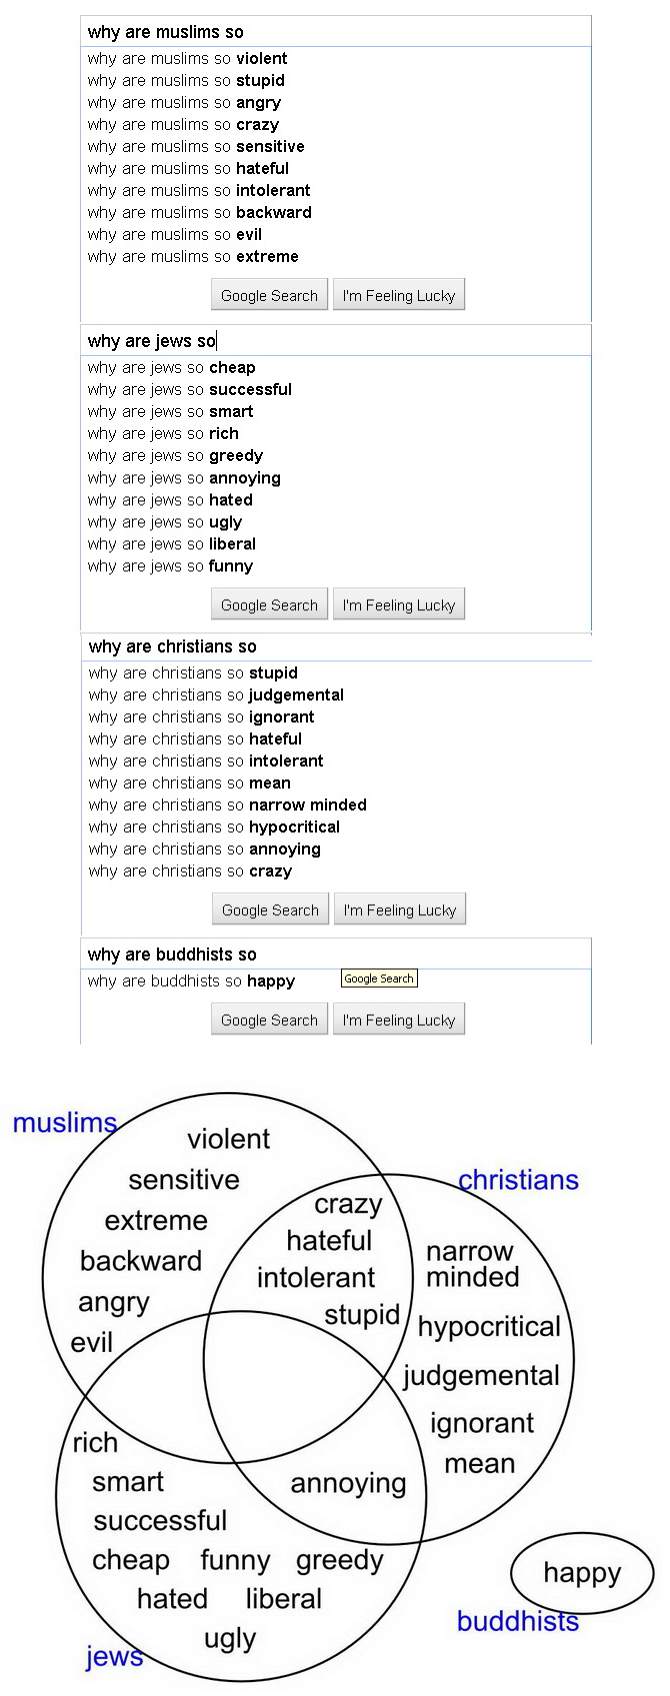 why are muslims so
why are muslims so violent
why are muslims so stupid
why are muslims so angry
why are muslims so crazy
why are muslims so sensitive
why are muslims so hateful
why are muslims so intolerant
why are muslims so backward
why are muslims so evil
why are muslims so extreme
Google Search I'm Feeling Lucky
why are jews so
why are jews so cheap
why are jews so successful
why are jews so smart
why are jews so rich
why are jews so greedy
why are jews so annoying
why are jews so hated
why are jews so ugly
why are jews so liberal
why are jews so funny
Google Search I'm Feeling Lucky
why are christians so
why are christians so stupid
why are christians so judgemental
why are christians so ignorant
why are christians so hateful
why are christians so intolerant
why are christians so mean
why are christians so narrow minded
why are christians so hypocritical
why are christians so annoying
why are christians so crazy
Google Search I'm Feeling Lucky
why are buddhists so
why are buddhists so happy
Google Search
Google Search I'm Feeling Lucky
muslims
violent
sensitive
extreme
backward
angry
evil
crazy
hateful
intolerant
stupid
christians
narrow
minded
hypocritical
judgemental
ignorant
mean
annoying
rich
smart
successful
cheap funny greedy
hated liberal
ugly
jews
happy
buddhists